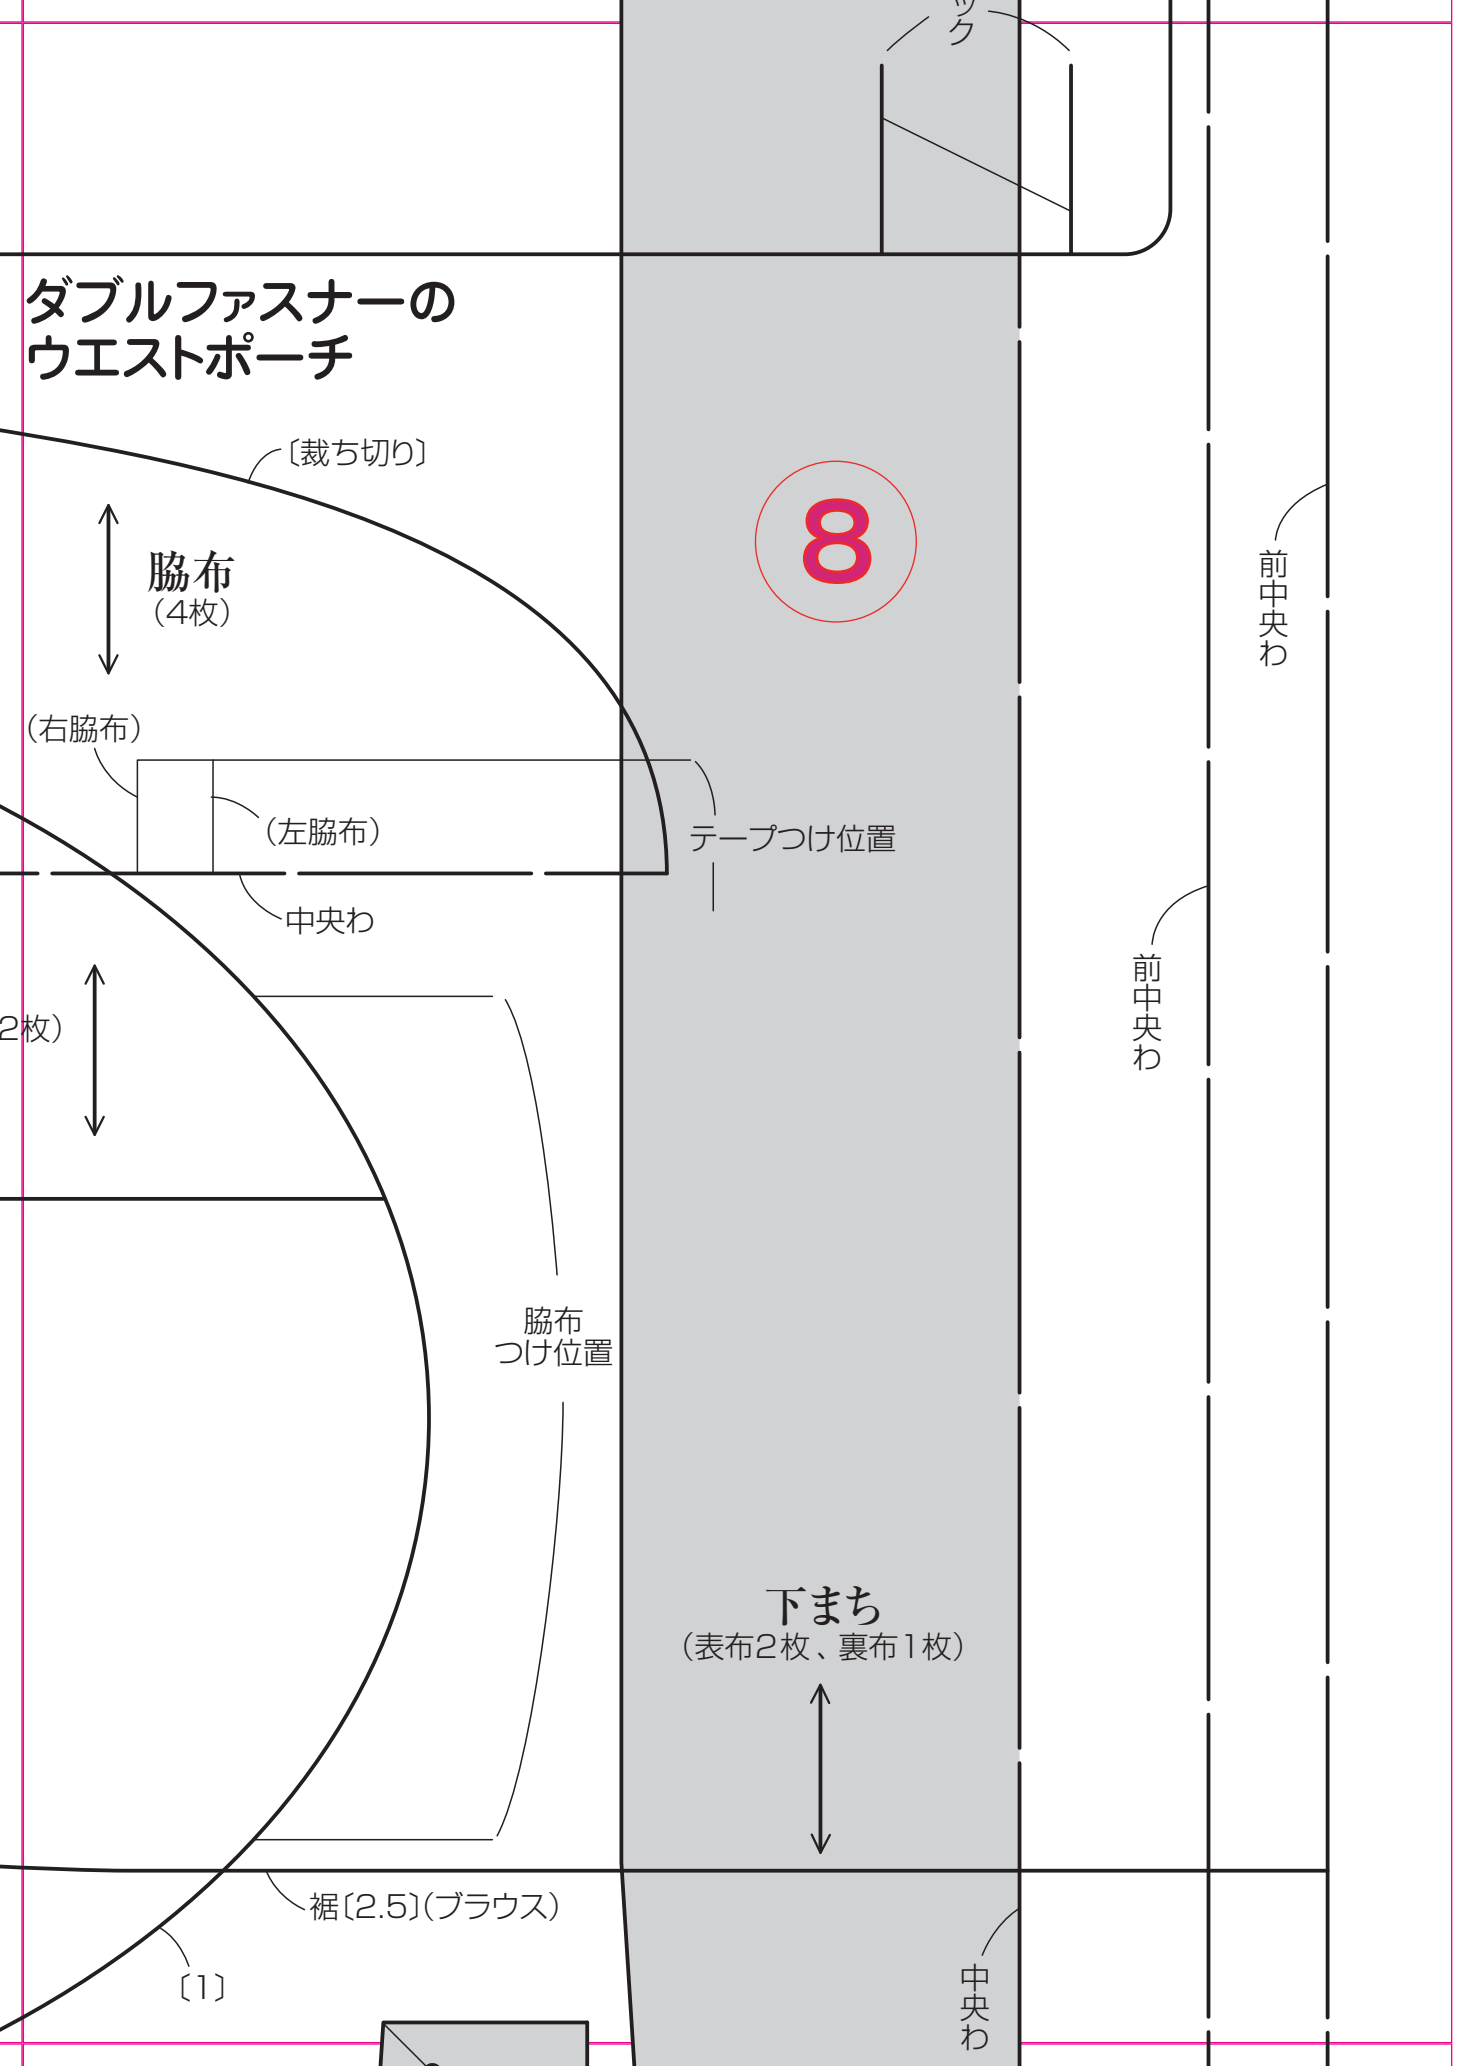 ック
ダブルファスナーの
ウエストポーチ
〔裁ち切り〕
8
脇布
（4枚）
前中央わ
（右脇布）
（左脇布）
テープつけ位置
中央わ
前中央わ
2枚）
脇布
つけ位置
下まち
（表布2枚、裏布1枚）
裾〔2.5〕（ブラウス）
〔1〕
中央わ